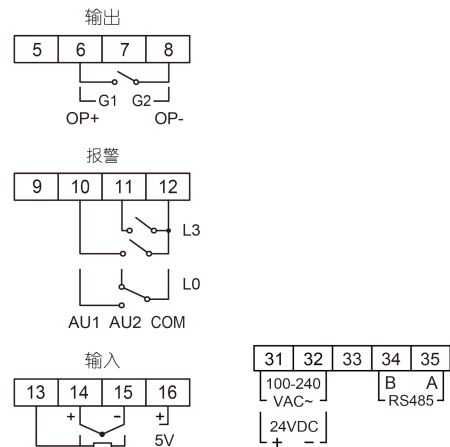 输出
5 6 7 8
G1 G2
OP+ OP-
报警
9 10 11 12
L3
L0
AU1 AU2 COM
输入
13 14 15 16
+ - +
5V
31 32 33 34 35
100-240 B A
VAC~ RS485
24VDC
+ -